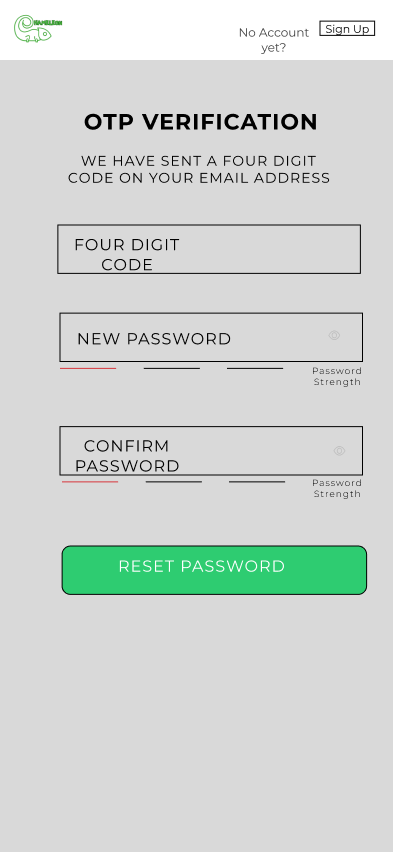 CHAMELEON
No Account
yet?
Sign Up
OTP VERIFICATION
WE HAVE SENT A FOUR DIGIT
CODE ON YOUR EMAIL ADDRESS
FOUR DIGIT
CODE
NEW PASSWORD
Password
Strength
CONFIRM
PASSWORD
Password
Strength
RESET PASSWORD